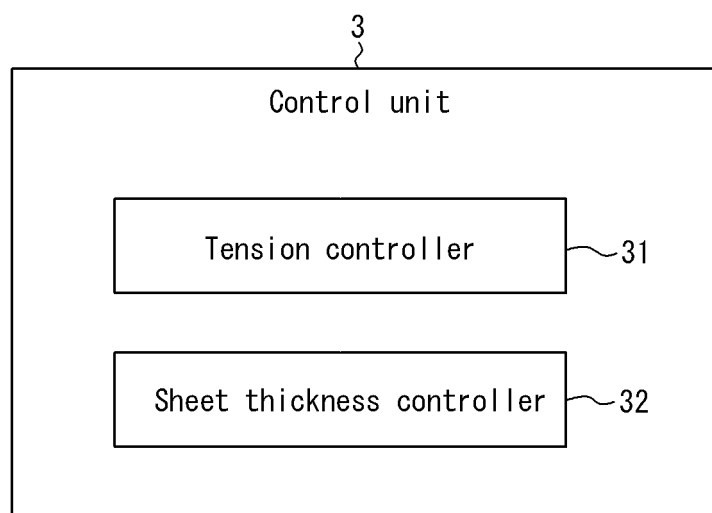 3
Control unit
Tension controller
31
Sheet thickness controller
32